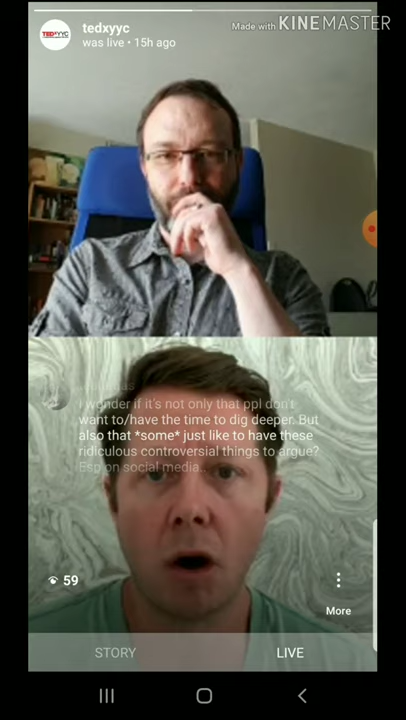 tedxyyc
was live • 15h ago
Made with KINEMASTER
TEDxYYC
I wonder if it's not only that ppl don't
want to/have the time to dig deeper. But
also that *some* just like to have these
ridiculous controversial things to argue?
Esp on social media..
59
More
STORY
LIVE